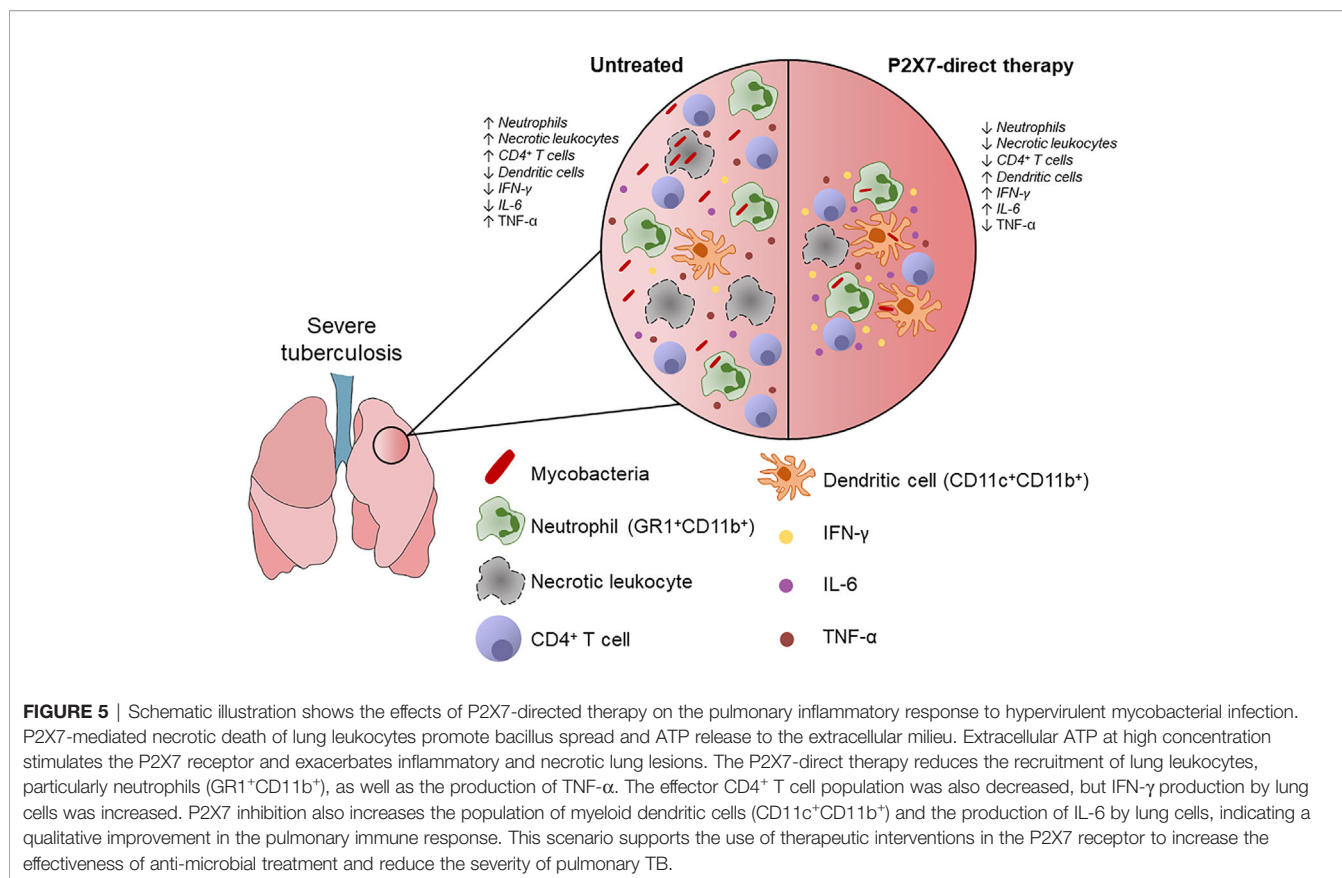 Untreated
P2X7-direct therapy
↑ Neutrophils
↑ Necrotic leukocytes
↑ CD4⁺ T cells
↓ Dendritic cells
↓ IFN-γ
↓ IL-6
↑ TNF-α
↓ Neutrophils
↓ Necrotic leukocytes
↓ CD4⁺ T cells
↑ Dendritic cells
↑ IFN-γ
↑ IL-6
↓ TNF-α
Severe
tuberculosis
Mycobacteria
Neutrophil (GR1⁺CD11b⁺)
Necrotic leukocyte
CD4⁺ T cell
Dendritic cell (CD11c⁺CD11b⁺)
IFN-γ
IL-6
TNF-α
FIGURE 5 | Schematic illustration shows the effects of P2X7-directed therapy on the pulmonary inflammatory response to hypervirulent mycobacterial infection.
P2X7-mediated necrotic death of lung leukocytes promote bacillus spread and ATP release to the extracellular milieu. Extracellular ATP at high concentration
stimulates the P2X7 receptor and exacerbates inflammatory and necrotic lung lesions. The P2X7-direct therapy reduces the recruitment of lung leukocytes,
particularly neutrophils (GR1⁺CD11b⁺), as well as the production of TNF-α. The effector CD4⁺ T cell population was also decreased, but IFN-γ production by lung
cells was increased. P2X7 inhibition also increases the population of myeloid dendritic cells (CD11c⁺CD11b⁺) and the production of IL-6 by lung cells, indicating a
qualitative improvement in the pulmonary immune response. This scenario supports the use of therapeutic interventions in the P2X7 receptor to increase the
effectiveness of anti-microbial treatment and reduce the severity of pulmonary TB.